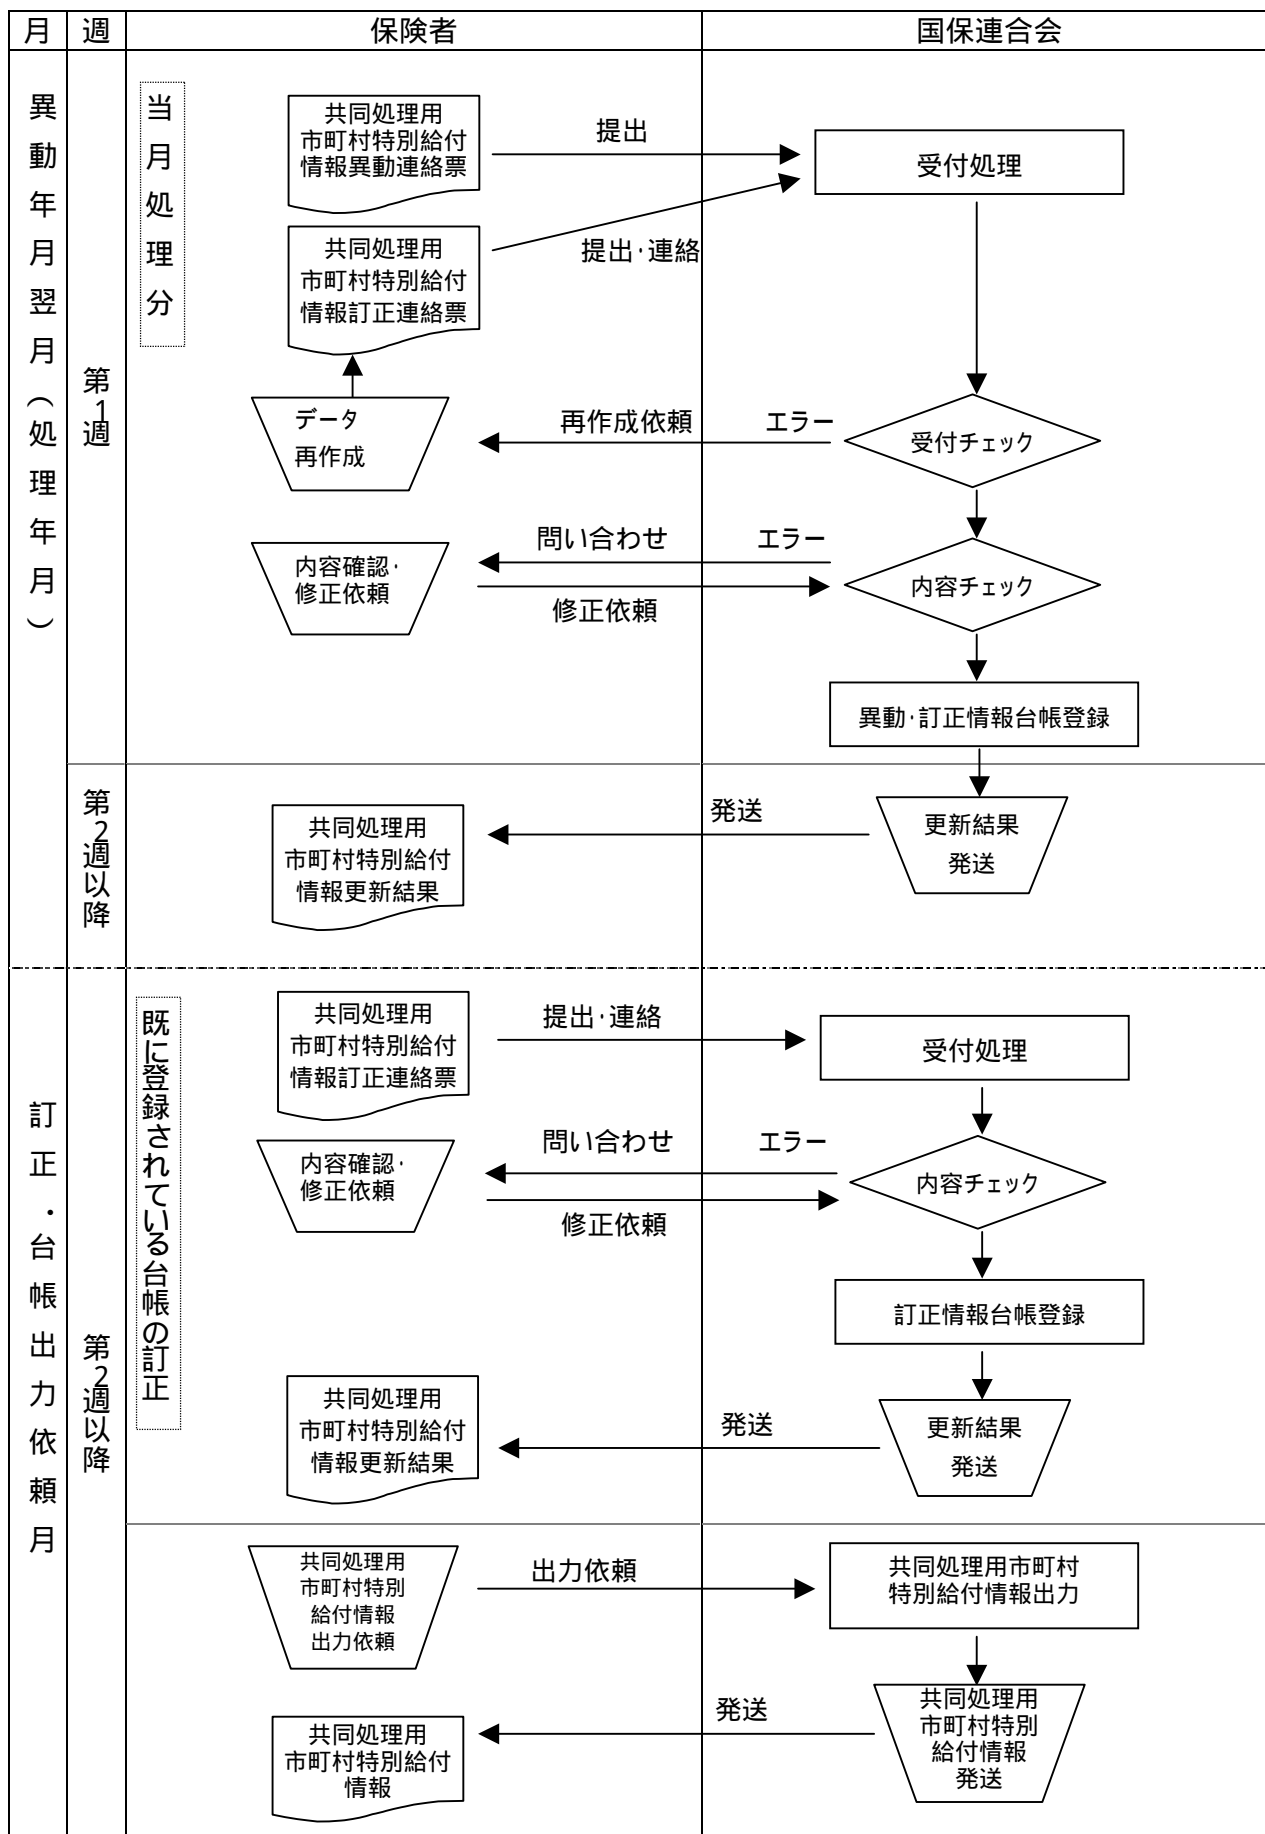 月
週
保険者
国保連合会
異動年月翌月（処理年月）
第1週
当月処理分
共同処理用
市町村特別給付
情報異動連絡票
提出
受付処理
共同処理用
市町村特別給付
情報訂正連絡票
提出・連絡
データ
再作成
再作成依頼
エラー
受付チェック
内容確認・
修正依頼
問い合わせ
エラー
修正依頼
内容チェック
異動・訂正情報台帳登録
第2週以降
共同処理用
市町村特別給付
情報更新結果
発送
更新結果
発送
訂正・台帳出力依頼月
第2週以降
既に登録されている台帳の訂正
共同処理用
市町村特別給付
情報訂正連絡票
提出・連絡
受付処理
内容確認・
修正依頼
問い合わせ
エラー
修正依頼
内容チェック
訂正情報台帳登録
共同処理用
市町村特別給付
情報更新結果
発送
更新結果
発送
共同処理用
市町村特別
給付情報
出力依頼
出力依頼
共同処理用市町村
特別給付情報出力
共同処理用
市町村特別給付
情報
発送
共同処理用
市町村特別
給付情報
発送